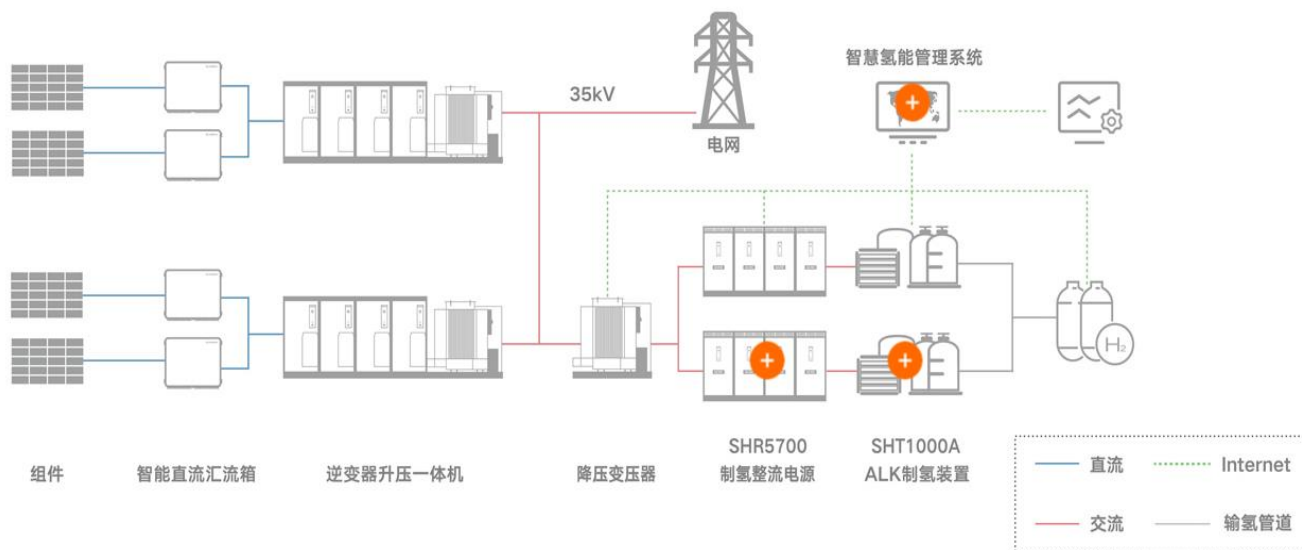 智慧氢能管理系统
35kV
电网
H₂
组件
智能直流汇流箱
逆变器升压一体机
降压变压器
SHR5700
制氢整流电源
SHT1000A
ALK制氢装置
直流
Internet
交流
输氢管道